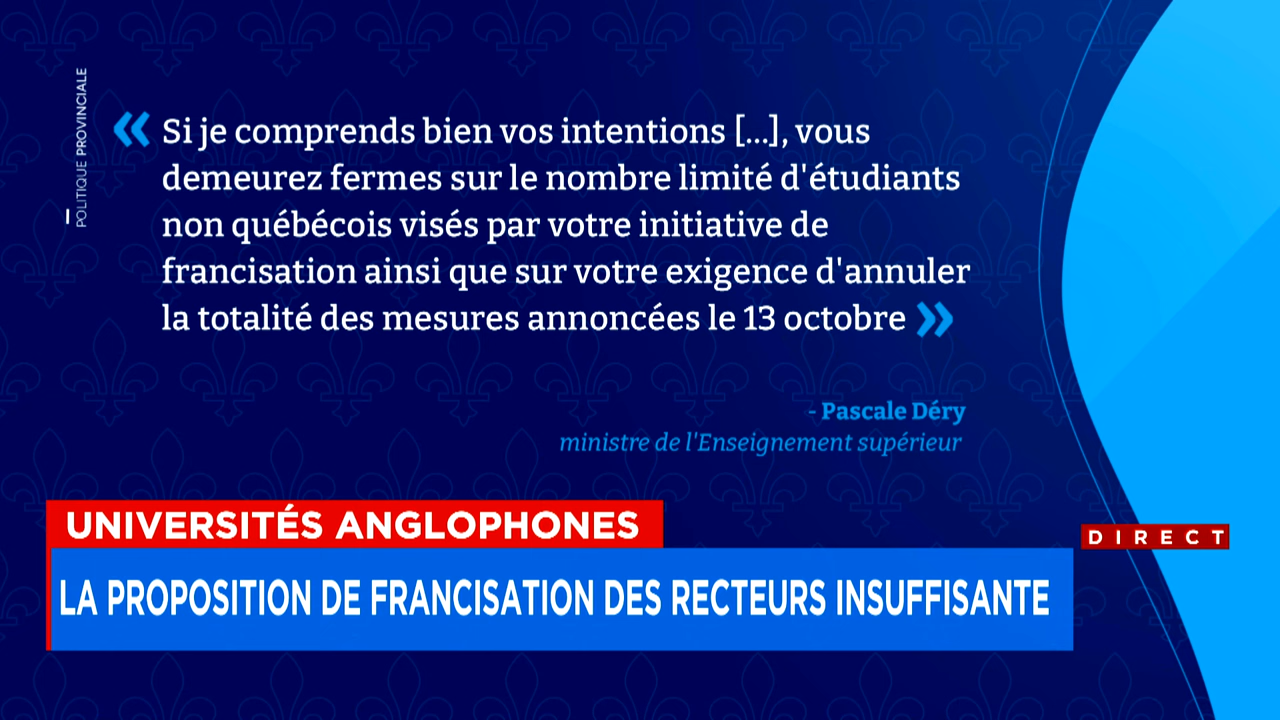 POLITIQUE PROVINCIALE
« Si je comprends bien vos intentions [...], vous
demeurez fermes sur le nombre limité d'étudiants
non québécois visés par votre initiative de
francisation ainsi que sur votre exigence d'annuler
la totalité des mesures annoncées le 13 octobre »
- Pascale Déry
ministre de l'Enseignement supérieur
UNIVERSITÉS ANGLOPHONES
DIRECT
LA PROPOSITION DE FRANCISATION DES RECTEURS INSUFFISANTE